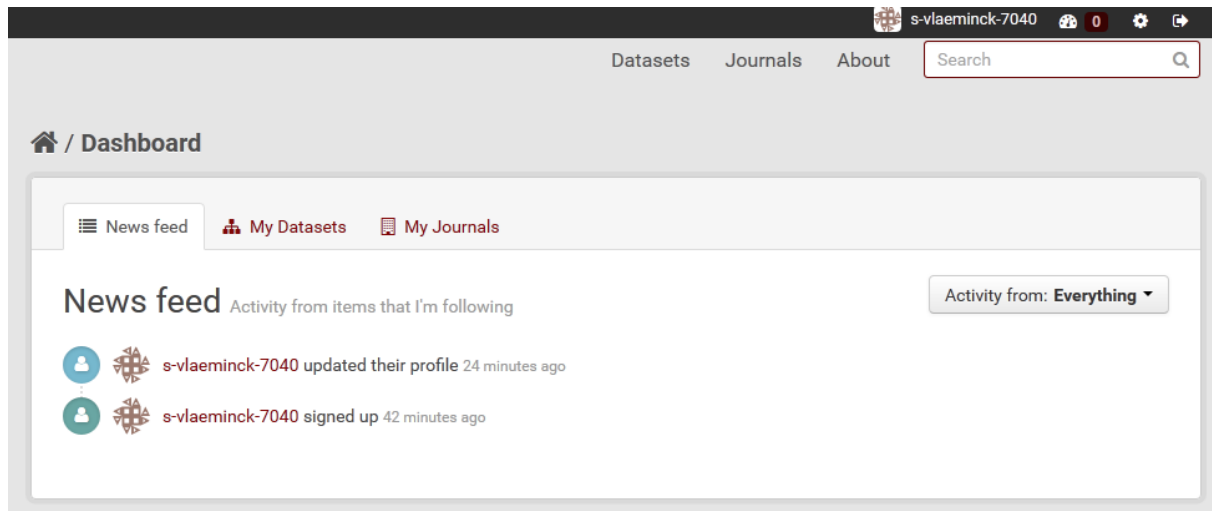 s-vlaeminck-7040 0
Datasets Journals About Search
/ Dashboard
News feed My Datasets My Journals
News feed Activity from items that I'm following Activity from: Everything
s-vlaeminck-7040 updated their profile 24 minutes ago
s-vlaeminck-7040 signed up 42 minutes ago